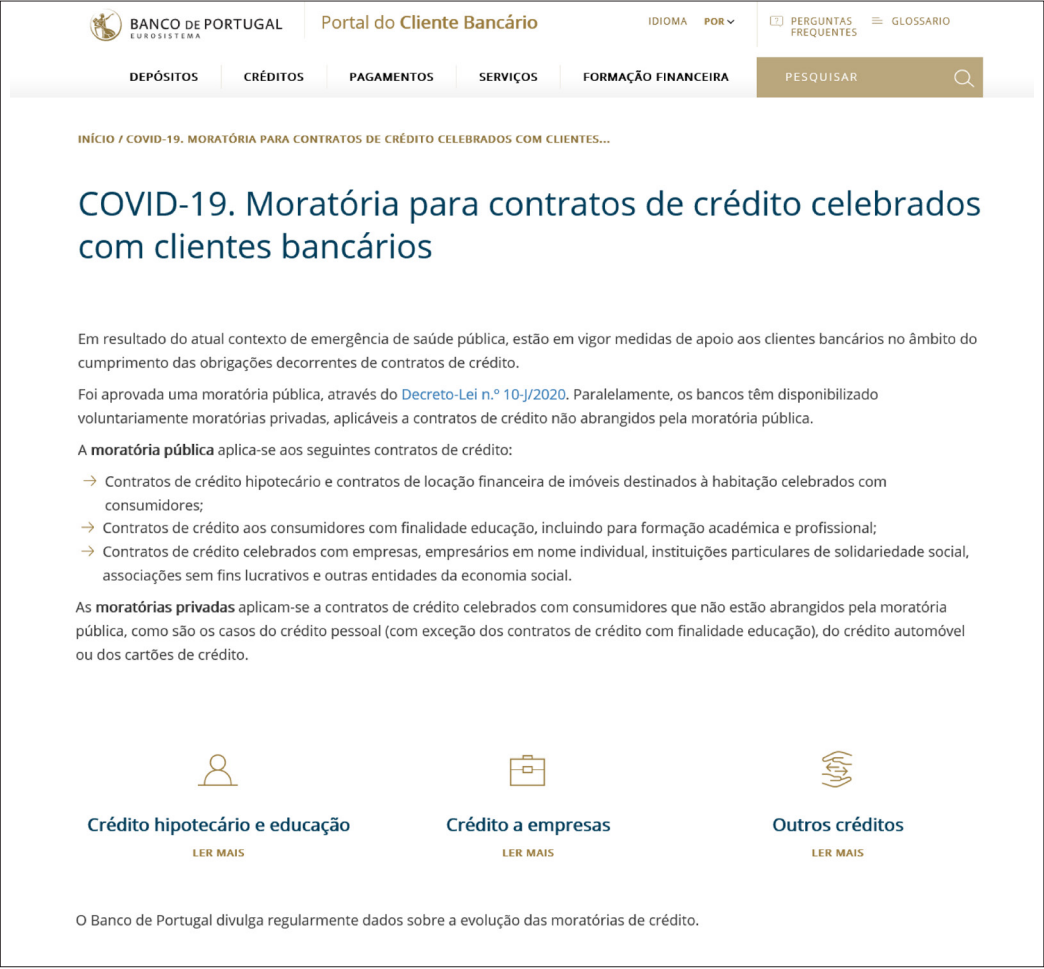 BANCO DE PORTUGAL
EUROSISTEMA
Portal do Cliente Bancário
IDIOMA POR
PERGUNTAS
FREQUENTES
GLOSSARIO
DEPÓSITOS CRÉDITOS PAGAMENTOS SERVIÇOS FORMAÇÃO FINANCEIRA PESQUISAR
INÍCIO / COVID-19. MORATÓRIA PARA CONTRATOS DE CRÉDITO CELEBRADOS COM CLIENTES...
COVID-19. Moratória para contratos de crédito celebrados
com clientes bancários
Em resultado do atual contexto de emergência de saúde pública, estão em vigor medidas de apoio aos clientes bancários no âmbito do
cumprimento das obrigações decorrentes de contratos de crédito.
Foi aprovada uma moratória pública, através do Decreto-Lei n.º 10-J/2020. Paralelamente, os bancos têm disponibilizado
voluntariamente moratórias privadas, aplicáveis a contratos de crédito não abrangidos pela moratória pública.
A moratória pública aplica-se aos seguintes contratos de crédito:
→ Contratos de crédito hipotecário e contratos de locação financeira de imóveis destinados à habitação celebrados com
consumidores;
→ Contratos de crédito aos consumidores com finalidade educação, incluindo para formação académica e profissional;
→ Contratos de crédito celebrados com empresas, empresários em nome individual, instituições particulares de solidariedade social,
associações sem fins lucrativos e outras entidades da economia social.
As moratórias privadas aplicam-se a contratos de crédito celebrados com consumidores que não estão abrangidos pela moratória
pública, como são os casos do crédito pessoal (com exceção dos contratos de crédito com finalidade educação), do crédito automóvel
ou dos cartões de crédito.
Crédito hipotecário e educação
LER MAIS
Crédito a empresas
LER MAIS
Outros créditos
LER MAIS
O Banco de Portugal divulga regularmente dados sobre a evolução das moratórias de crédito.